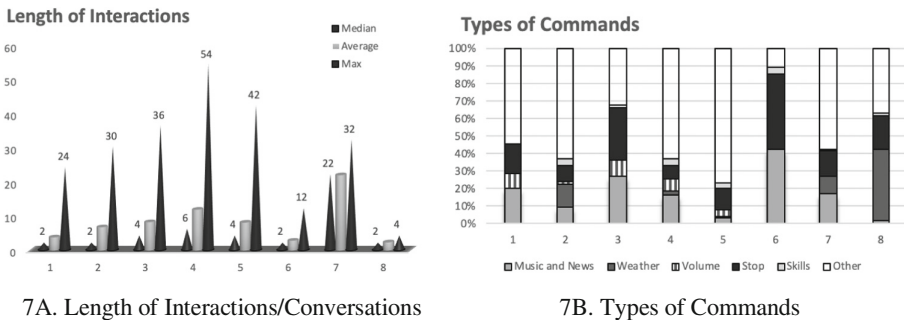 Length of Interactions
Median
Average
Max
60
50
40
30
20
10
0
2 24 2 30 4 36 6 54 4 42 2 12 22 32 2 4
1 2 3 4 5 6 7 8
7A. Length of Interactions/Conversations
Types of Commands
100%
90%
80%
70%
60%
50%
40%
30%
20%
10%
0%
1 2 3 4 5 6 7 8
Music and News Weather Volume Stop Skills Other
7B. Types of Commands